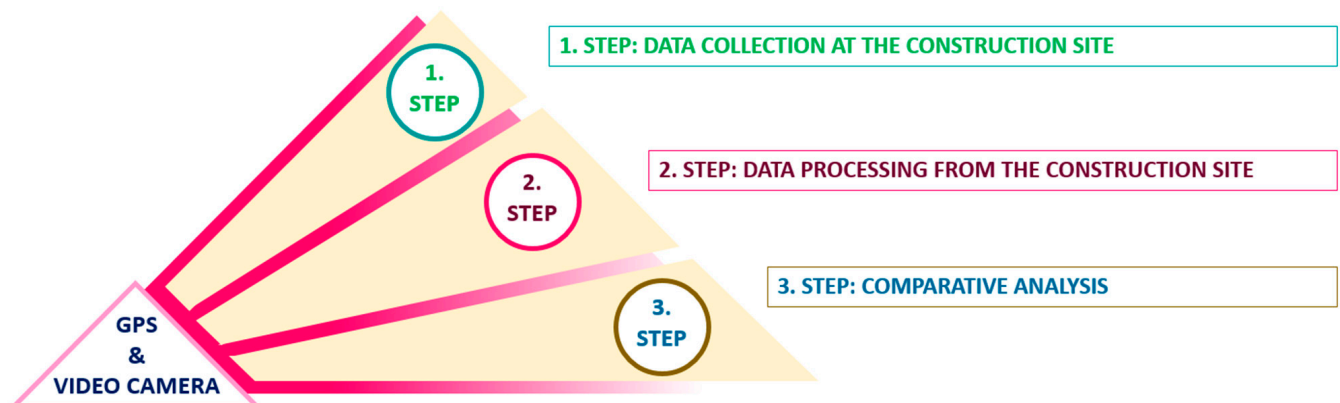 1. STEP: DATA COLLECTION AT THE CONSTRUCTION SITE
1.
STEP
2. STEP: DATA PROCESSING FROM THE CONSTRUCTION SITE
2.
STEP
3. STEP: COMPARATIVE ANALYSIS
3.
STEP
GPS
&
VIDEO CAMERA